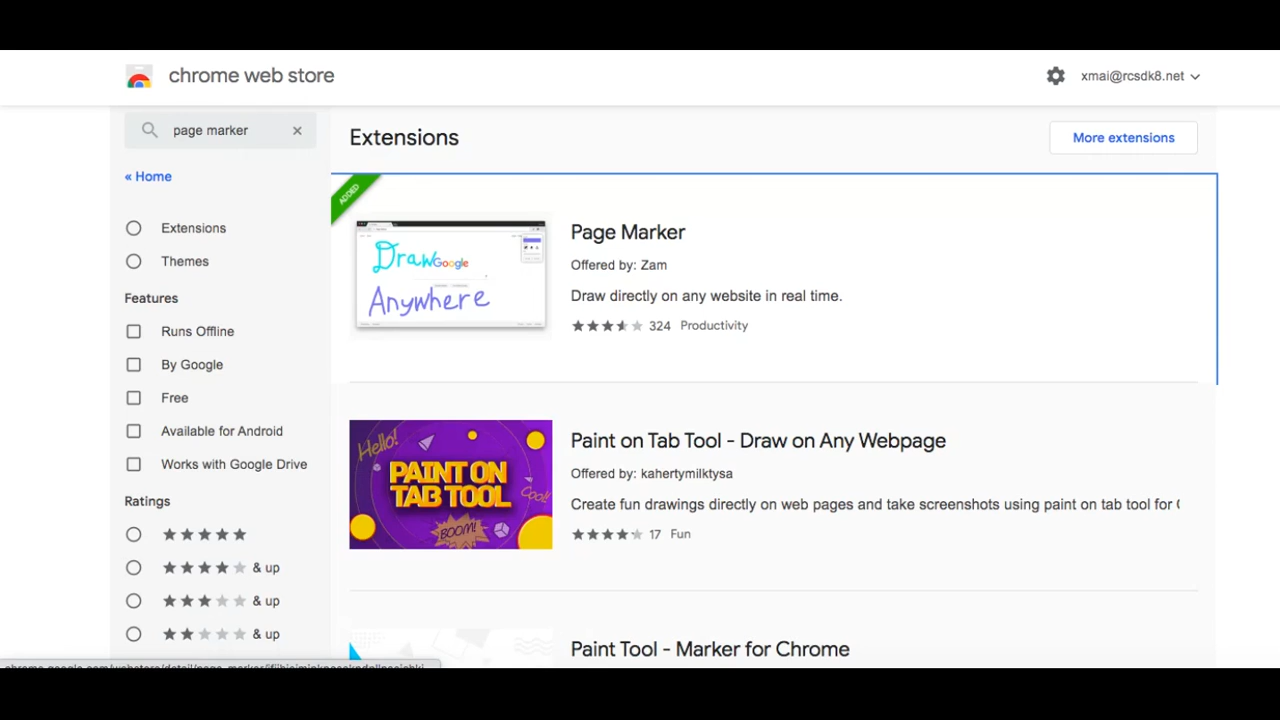 chrome web store
xmai@rcsdk8.net
page marker
Extensions
More extensions
« Home
Extensions
Themes
Features
Runs Offline
By Google
Free
Available for Android
Works with Google Drive
Ratings
& up
& up
& up
ADDED
Draw Google
Anywhere
Page Marker
Offered by: Zam
Draw directly on any website in real time.
324 Productivity
Hello!
PAINT ON
TAB TOOL
Cool
BOOM!
Paint on Tab Tool - Draw on Any Webpage
Offered by: kahertymilktysa
Create fun drawings directly on web pages and take screenshots using paint on tab tool for
17 Fun
Paint Tool - Marker for Chrome